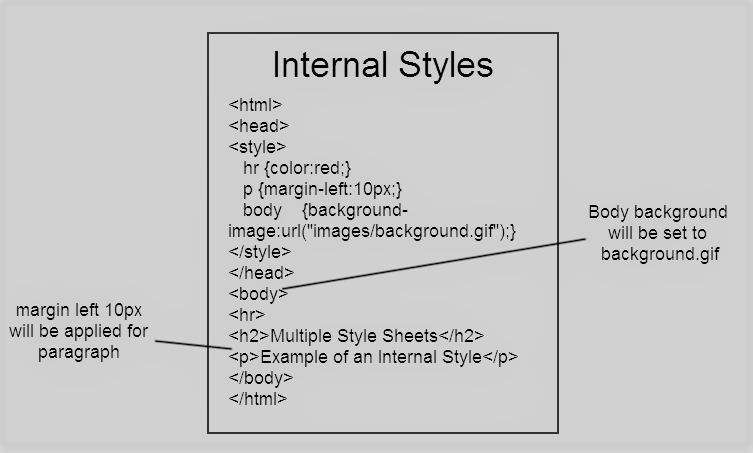 Internal Styles
<html>
<head>
<style>
hr {color:red;}
p {margin-left:10px;}
body {background-
image:url("images/background.gif");}
</style>
</head>
<body>
<hr>
<h2>Multiple Style Sheets</h2>
<p>Example of an Internal Style</p>
</body>
</html>
Body background
will be set to
background.gif
margin left 10px
will be applied for
paragraph